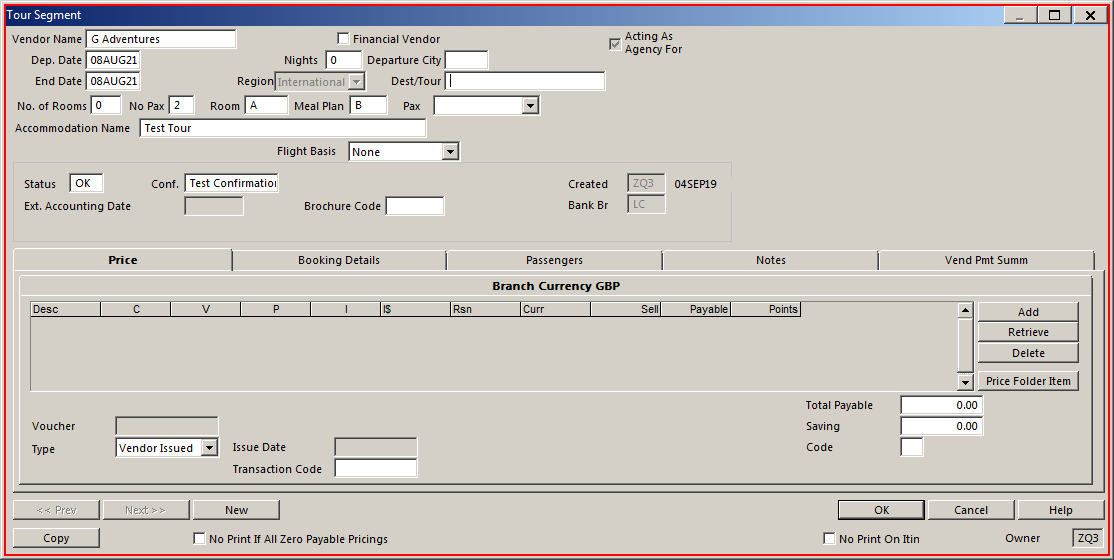 Tour Segment
Vendor Name G Adventures Financial Vendor Acting As Agency For
Dep. Date 08AUG21 Nights 0 Departure City
End Date 08AUG21 Region International Dest/Tour
No. of Rooms 0 No Pax 2 Room A Meal Plan B Pax
Accommodation Name Test Tour
Flight Basis None
Status OK Conf. Test Confirmation Created ZQ3 04SEP19
Ext. Accounting Date Brochure Code Bank Br LC
Price Booking Details Passengers Notes Vend Pmt Summ
Branch Currency GBP
Desc C V P I I$ Rsn Curr Sell Payable Points
Add
Retrieve
Delete
Price Folder Item
Total Payable 0.00
Voucher Saving 0.00
Type Vendor Issued Issue Date Code
Transaction Code
<< Prev Next >> New OK Cancel Help
Copy No Print If All Zero Payable Pricings No Print On Itin Owner ZQ3